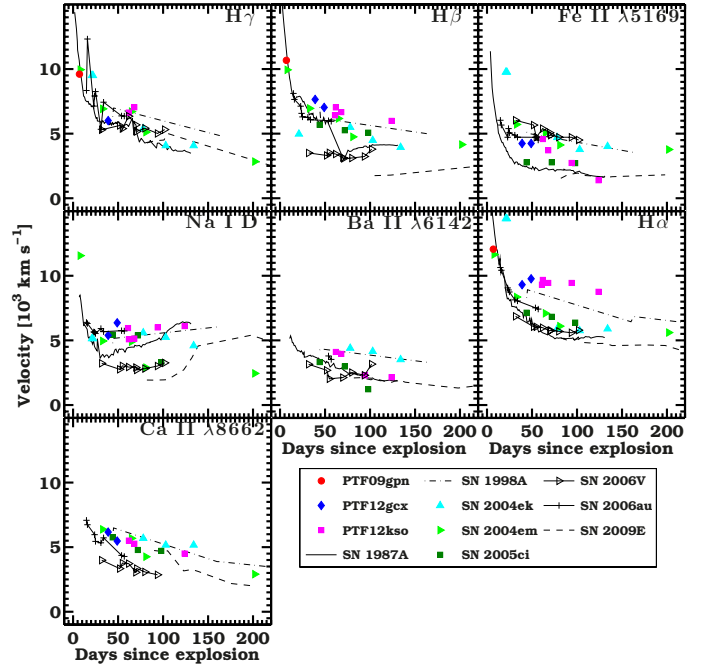 Hγ
Hβ
Fe II λ5169
15
10
5
0
Na I D
Ba II λ6142
Hα
15
10
5
0
Velocity [10³ km s⁻¹]
0 50 100 150 200
Days since explosion
0 50 100 150 200
Days since explosion
Ca II λ8662
10
5
0
0 50 100 150 200
Days since explosion
PTF09gpn
PTF12gcx
PTF12kso
SN 1987A
SN 1998A
SN 2004ek
SN 2004em
SN 2005ci
SN 2006V
SN 2006au
SN 2009E